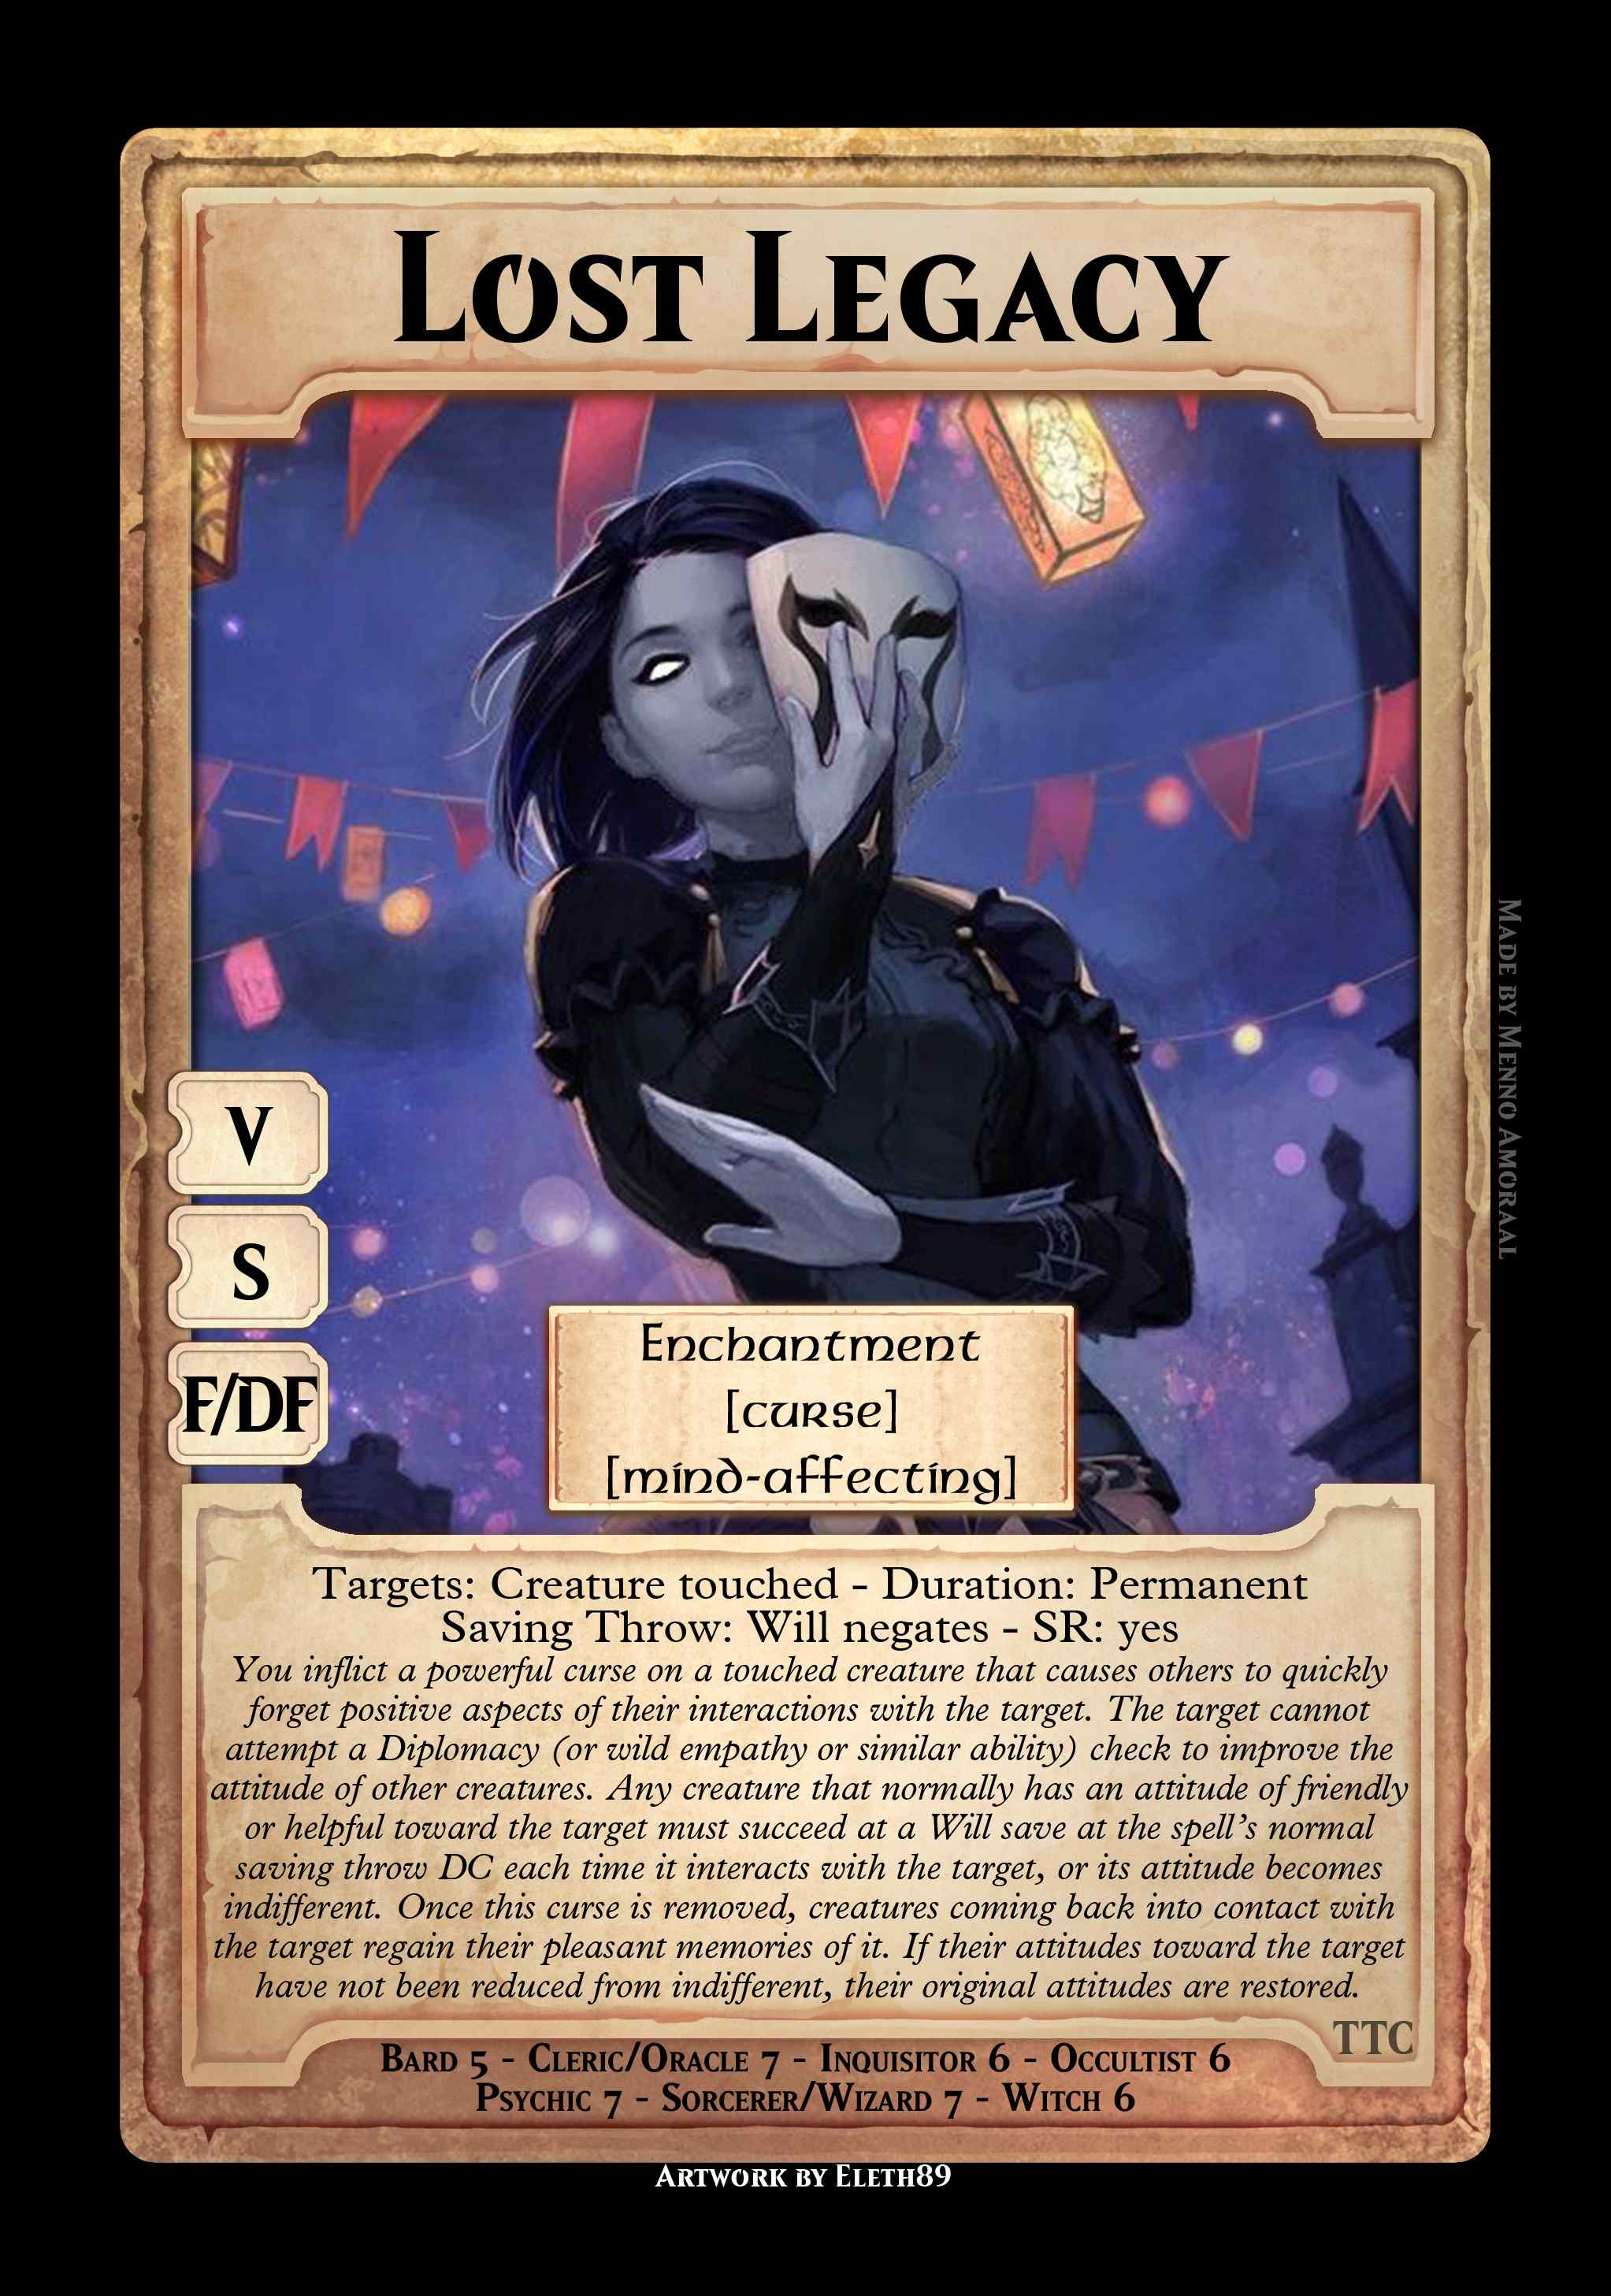 Lost Legacy
V
S
F/DF
Enchantment
[curse]
[mind-affecting]
Targets: Creature touched - Duration: Permanent
Saving Throw: Will negates - SR: yes
You inflict a powerful curse on a touched creature that causes others to quickly
forget positive aspects of their interactions with the target. The target cannot
attempt a Diplomacy (or wild empathy or similar ability) check to improve the
attitude of other creatures. Any creature that normally has an attitude of friendly
or helpful toward the target must succeed at a Will save at the spell's normal
saving throw DC each time it interacts with the target, or its attitude becomes
indifferent. Once this curse is removed, creatures coming back into contact with
the target regain their pleasant memories of it. If their attitudes toward the target
have not been reduced from indifferent, their original attitudes are restored.
TTC
Bard 5 - Cleric/Oracle 7 - Inquisitor 6 - Occultist 6
Psychic 7 - Sorcerer/Wizard 7 - Witch 6
Artwork by Eleth89
Made by Menno Amoraal